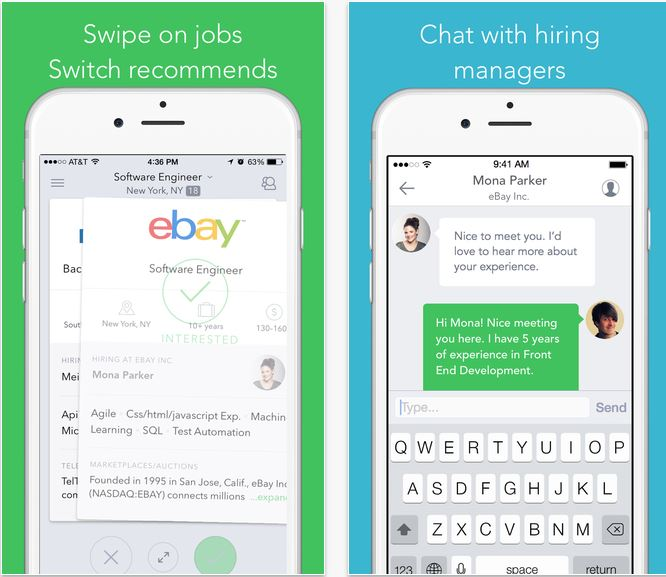 Swipe on jobs
Switch recommends
AT&T 4:36 PM 63%
Software Engineer
New York, NY 18
ebay™
Software Engineer
Bac
INTERESTED
Sout
New York, NY
10+ years
130-160
HIRIN
HIRING AT EBAY INC.
Mei
Mona Parker
Api
Agile · Css/html/javascript Exp. · Machin
Mic
Learning · SQL · Test Automation
TELE
MARKETPLACES/AUCTIONS
TelT
Founded in 1995 in San Jose, Calif., eBay Inc
com
(NASDAQ:EBAY) connects millions ...expan
Chat with hiring
managers
9:41 AM
Mona Parker
eBay Inc.
Nice to meet you. I'd
love to hear more about
your experience.
Hi Mona! Nice meeting
you here. I have 5 years
of experience in Front
End Development.
Type...
Send
Q W E R T Y U I O P
A S D F G H J K L
Z X C V B N M
123 space return